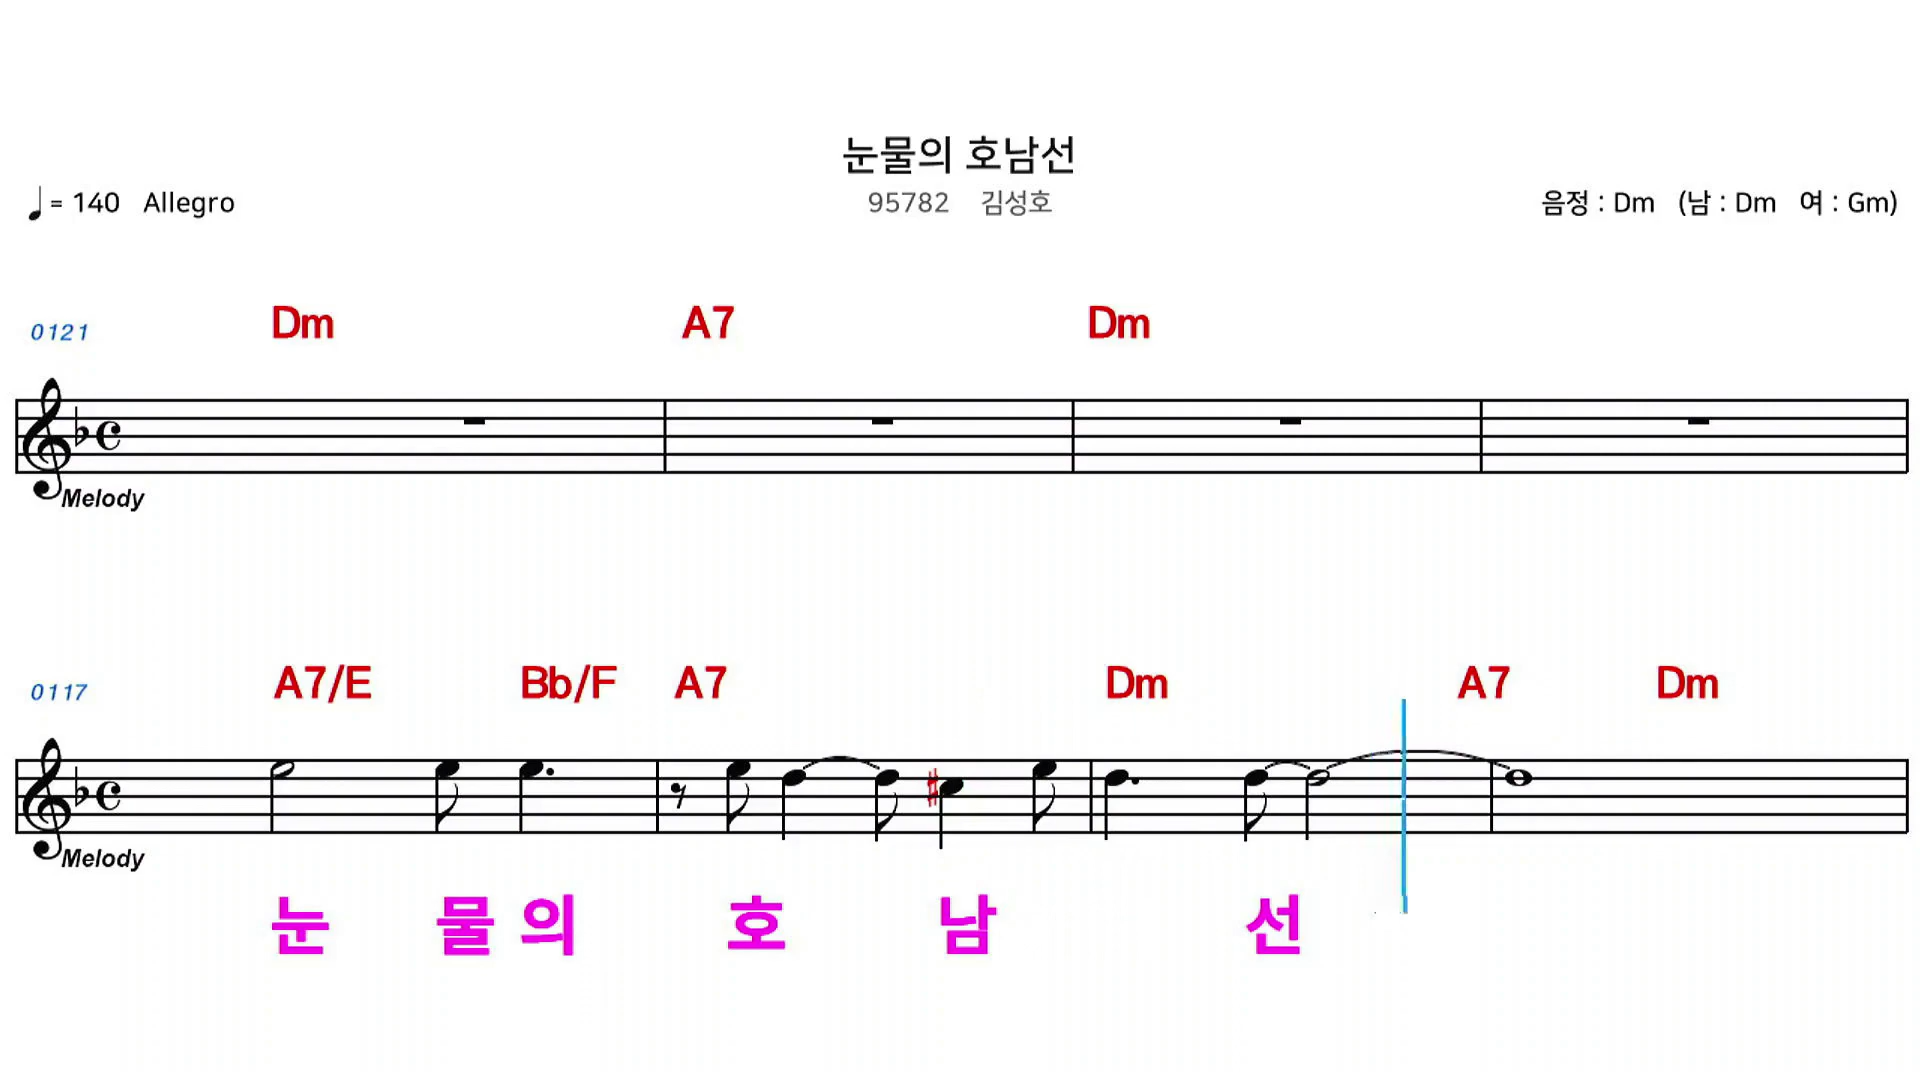 눈물의 호남선
= 140 Allegro
95782 김성호
음정 : Dm (남 : Dm 여 : Gm)
0121 Dm A7 Dm
Melody
0117 A7/E Bb/F A7 Dm A7 Dm
Melody
눈 물 의 호 남 선